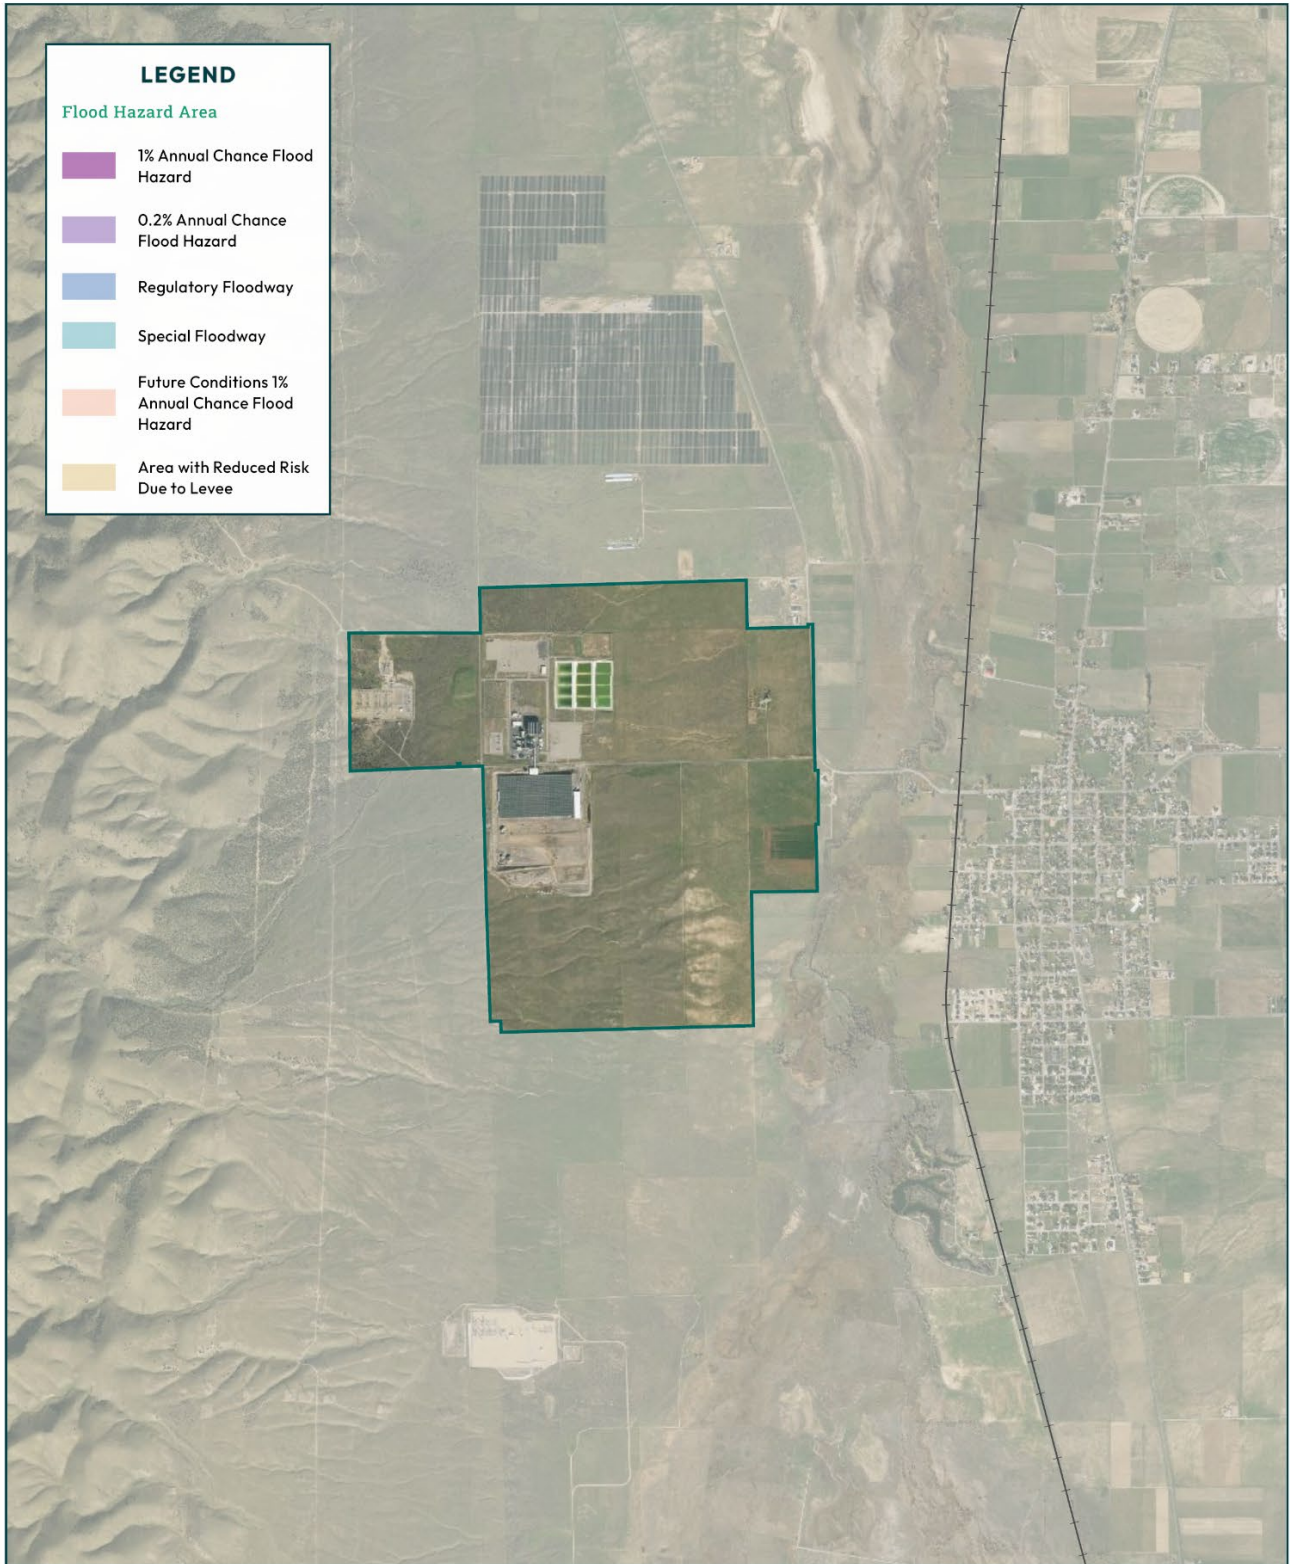 LEGEND
Flood Hazard Area
1% Annual Chance Flood
Hazard
0.2% Annual Chance
Flood Hazard
Regulatory Floodway
Special Floodway
Future Conditions 1%
Annual Chance Flood
Hazard
Area with Reduced Risk
Due to Levee